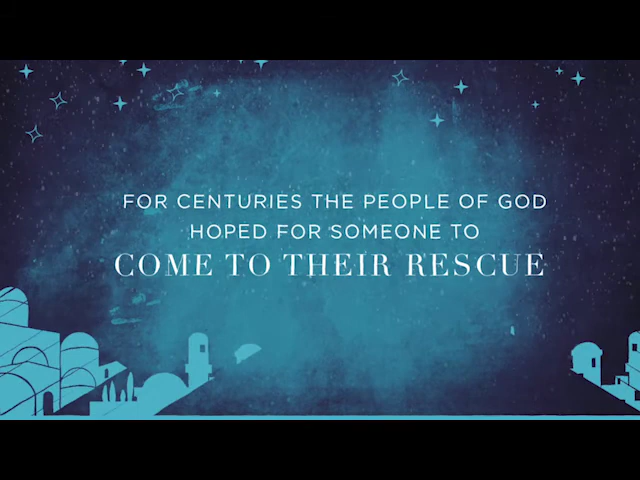 FOR CENTURIES THE PEOPLE OF GOD
HOPED FOR SOMEONE TO
COME TO THEIR RESCUE